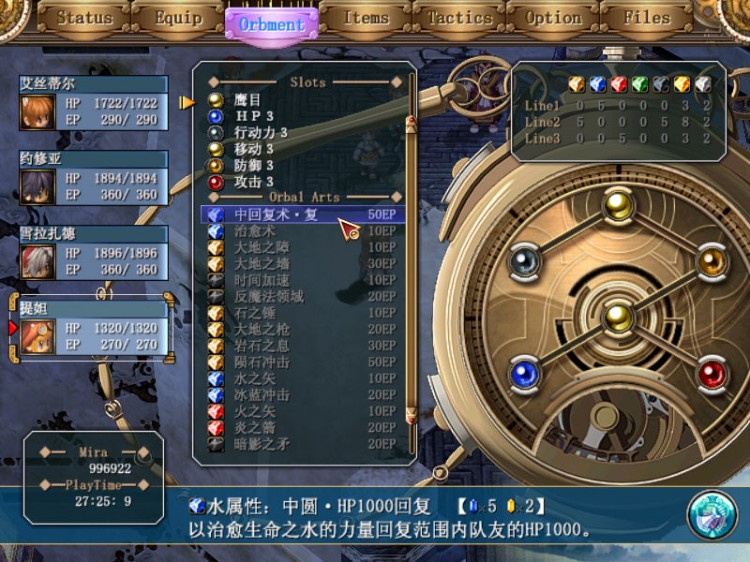 Status Equip Orbment Items Tactics Option Files
艾丝蒂尔
HP 1722/1722
EP 290/ 290
约修亚
HP 1894/1894
EP 360/ 360
雪拉扎德
HP 1896/1896
EP 360/ 360
提妲
HP 1320/1320
EP 270/ 270
Mira
996922
PlayTime
27:25: 9
Slots
鹰目
HP 3
行动力 3
移动 3
防御 3
攻击 3
Orbal Arts
中回复术·复 50EP
治愈术 10EP
大地之障 10EP
大地之墙 30EP
时间加速 10EP
反魔法领域 20EP
石之锤 10EP
大地之枪 20EP
岩石之息 30EP
陨石冲击 50EP
水之矢 10EP
冰蓝冲击 20EP
火之矢 10EP
炎之箭 20EP
暗影之矛 20EP
Line1 0 5 0 0 0 3 2
Line2 5 0 0 0 5 8 2
Line3 0 0 5 0 0 3 2
水属性：中圆·HP1000回复 【×5 ×2】
以治愈生命之水的力量回复范围内队友的HP1000。